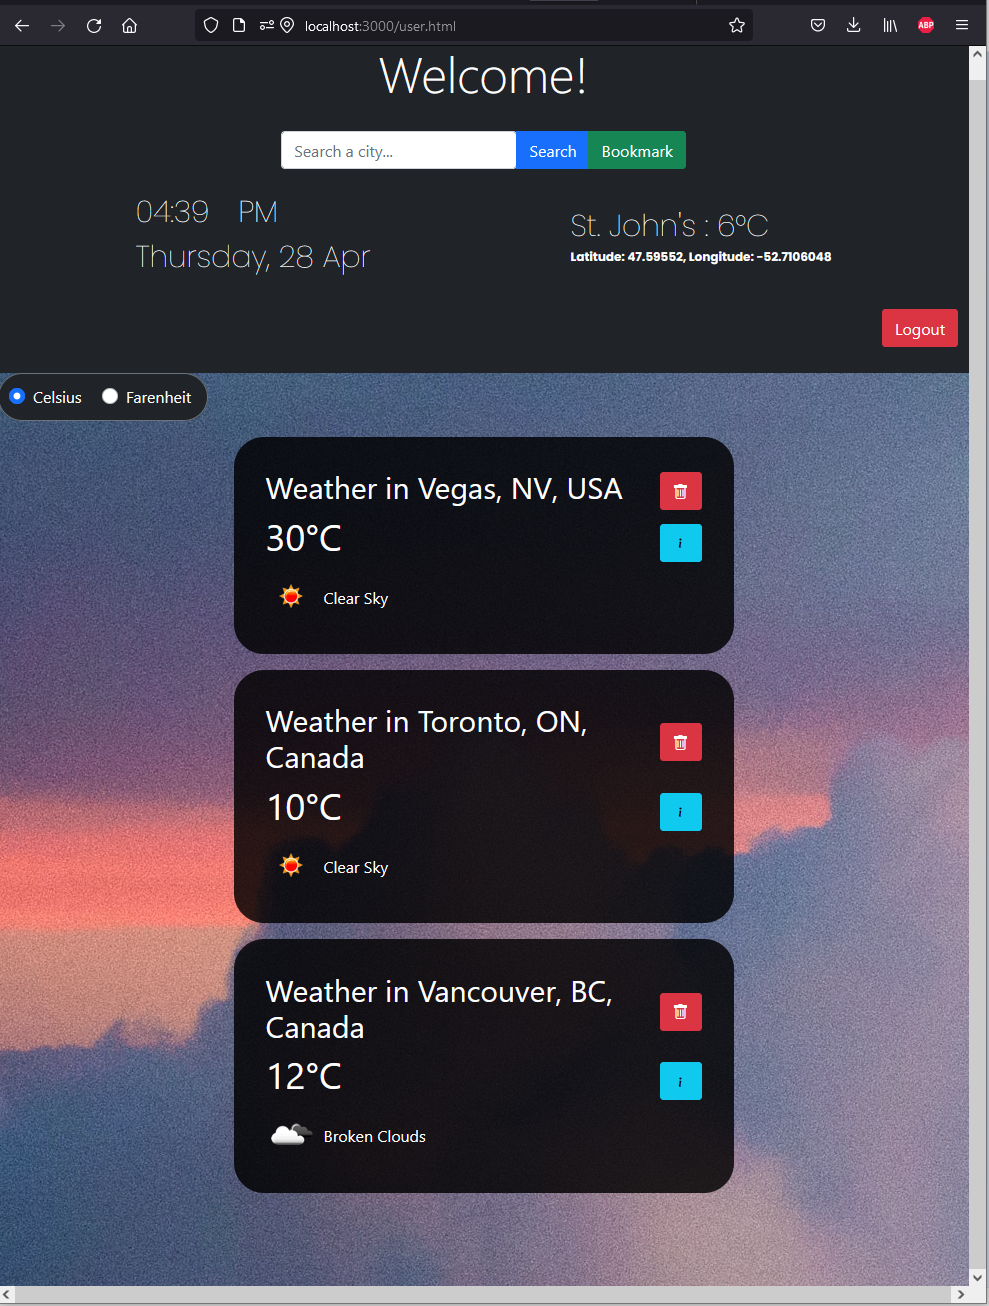 localhost:3000/user.html
ABP
Welcome!
Search a city...
Search
Bookmark
04:39 PM
Thursday, 28 Apr
St. John's : 6ºC
Latitude: 47.59552, Longitude: -52.7106048
Logout
Celsius
Farenheit
Weather in Vegas, NV, USA
30°C
i
Clear Sky
Weather in Toronto, ON,
Canada
10°C
i
Clear Sky
Weather in Vancouver, BC,
Canada
12°C
i
Broken Clouds